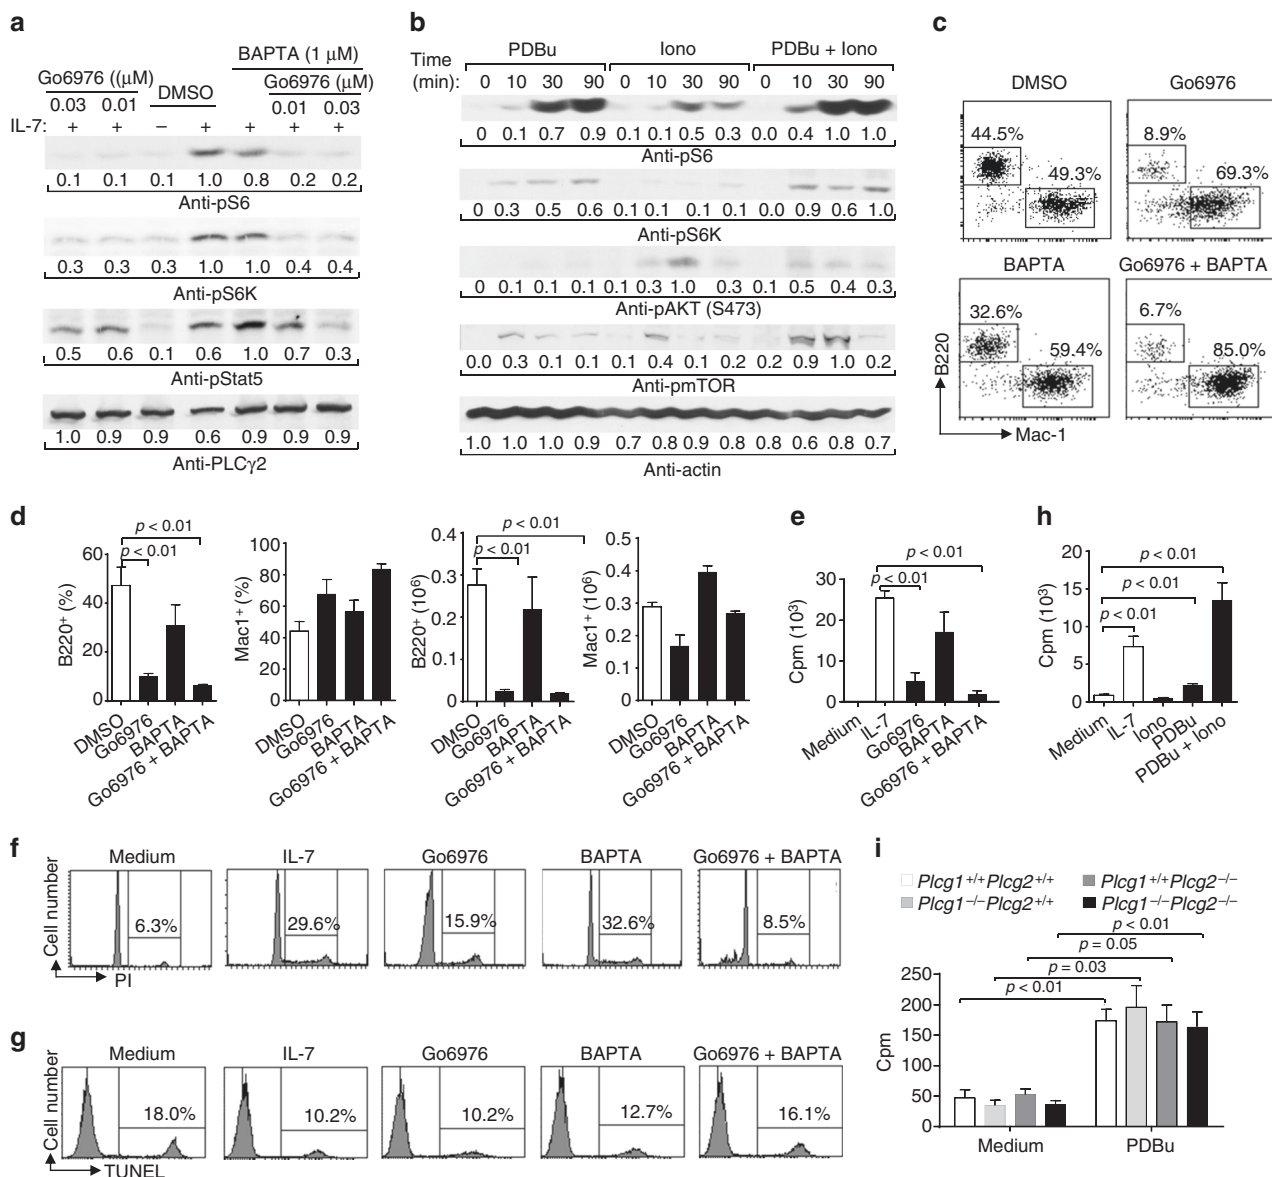 a
BAPTA (1 μM)
Go6976 ((μM) DMSO Go6976 (μM)
0.03 0.01 0.01 0.03
IL-7: + + − + + + +
0.1 0.1 0.1 1.0 0.8 0.2 0.2
Anti-pS6
0.3 0.3 0.3 1.0 1.0 0.4 0.4
Anti-pS6K
0.5 0.6 0.1 0.6 1.0 0.7 0.3
Anti-pStat5
1.0 0.9 0.9 0.6 0.9 0.9 0.9
Anti-PLCγ2
b
PDBu Iono PDBu + Iono
Time
(min): 0 10 30 90 0 10 30 90 0 10 30 90
0 0.1 0.7 0.9 0.1 0.1 0.5 0.3 0.0 0.4 1.0 1.0
Anti-pS6
0 0.3 0.5 0.6 0.1 0.1 0.1 0.1 0.0 0.9 0.6 1.0
Anti-pS6K
0 0.1 0.1 0.1 0.1 0.3 1.0 0.3 0.1 0.5 0.4 0.3
Anti-pAKT (S473)
0.0 0.3 0.1 0.1 0.1 0.4 0.1 0.2 0.2 0.9 1.0 0.2
Anti-pmTOR
1.0 1.0 1.0 0.9 0.7 0.8 0.9 0.8 0.8 0.6 0.8 0.7
Anti-actin
c
DMSO Go6976
44.5% 49.3% 8.9% 69.3%
BAPTA Go6976 + BAPTA
32.6% 59.4% 6.7% 85.0%
B220
Mac-1
d
p < 0.01
p < 0.01
B220+ (%)
60
40
20
0
DMSO
Go6976
BAPTA
Go6976 + BAPTA
Mac1+ (%)
100
80
60
40
20
0
DMSO
Go6976
BAPTA
Go6976 + BAPTA
p < 0.01
p < 0.01
B220+ (10⁶)
0.4
0.3
0.2
0.1
0
DMSO
Go6976
BAPTA
Go6976 + BAPTA
Mac1+ (10⁶)
0.5
0.4
0.3
0.2
0.1
0
DMSO
Go6976
BAPTA
Go6976 + BAPTA
e
p < 0.01
p < 0.01
Cpm (10³)
30
20
10
0
Medium
IL-7
Go6976
BAPTA
Go6976 + BAPTA
h
p < 0.01
p < 0.01
p < 0.01
Cpm (10³)
20
15
10
5
0
Medium
IL-7
Iono
PDBu
PDBu + Iono
f
Medium IL-7 Go6976 BAPTA Go6976 + BAPTA
6.3% 29.6% 15.9% 32.6% 8.5%
Cell number
PI
g
Medium IL-7 Go6976 BAPTA Go6976 + BAPTA
18.0% 10.2% 10.2% 12.7% 16.1%
Cell number
TUNEL
i
Plcg1+/+Plcg2+/+ Plcg1+/+Plcg2−/−
Plcg1−/−Plcg2+/+ Plcg1−/−Plcg2−/−
p < 0.01
p = 0.05
p = 0.03
p < 0.01
Cpm
250
200
150
100
50
0
Medium PDBu